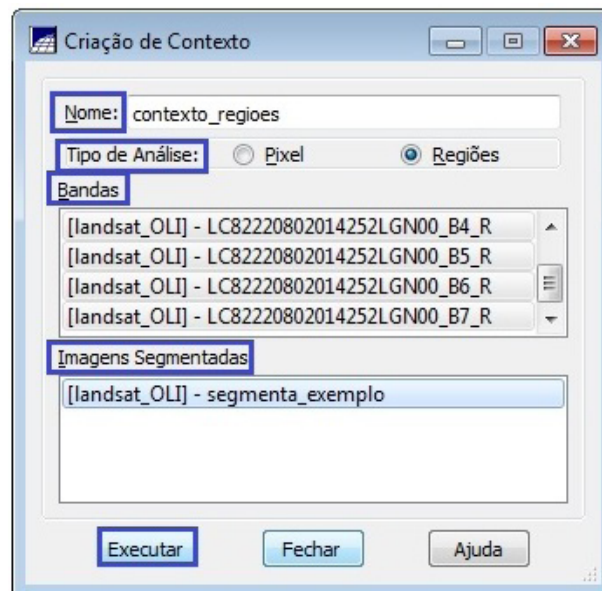 Criação de Contexto
Nome: contexto_regioes
Tipo de Análise: Pixel Regiões
Bandas
[landsat_OLI] - LC82220802014252LGN00_B4_R
[landsat_OLI] - LC82220802014252LGN00_B5_R
[landsat_OLI] - LC82220802014252LGN00_B6_R
[landsat_OLI] - LC82220802014252LGN00_B7_R
Imagens Segmentadas
[landsat_OLI] - segmenta_exemplo
Executar Fechar Ajuda